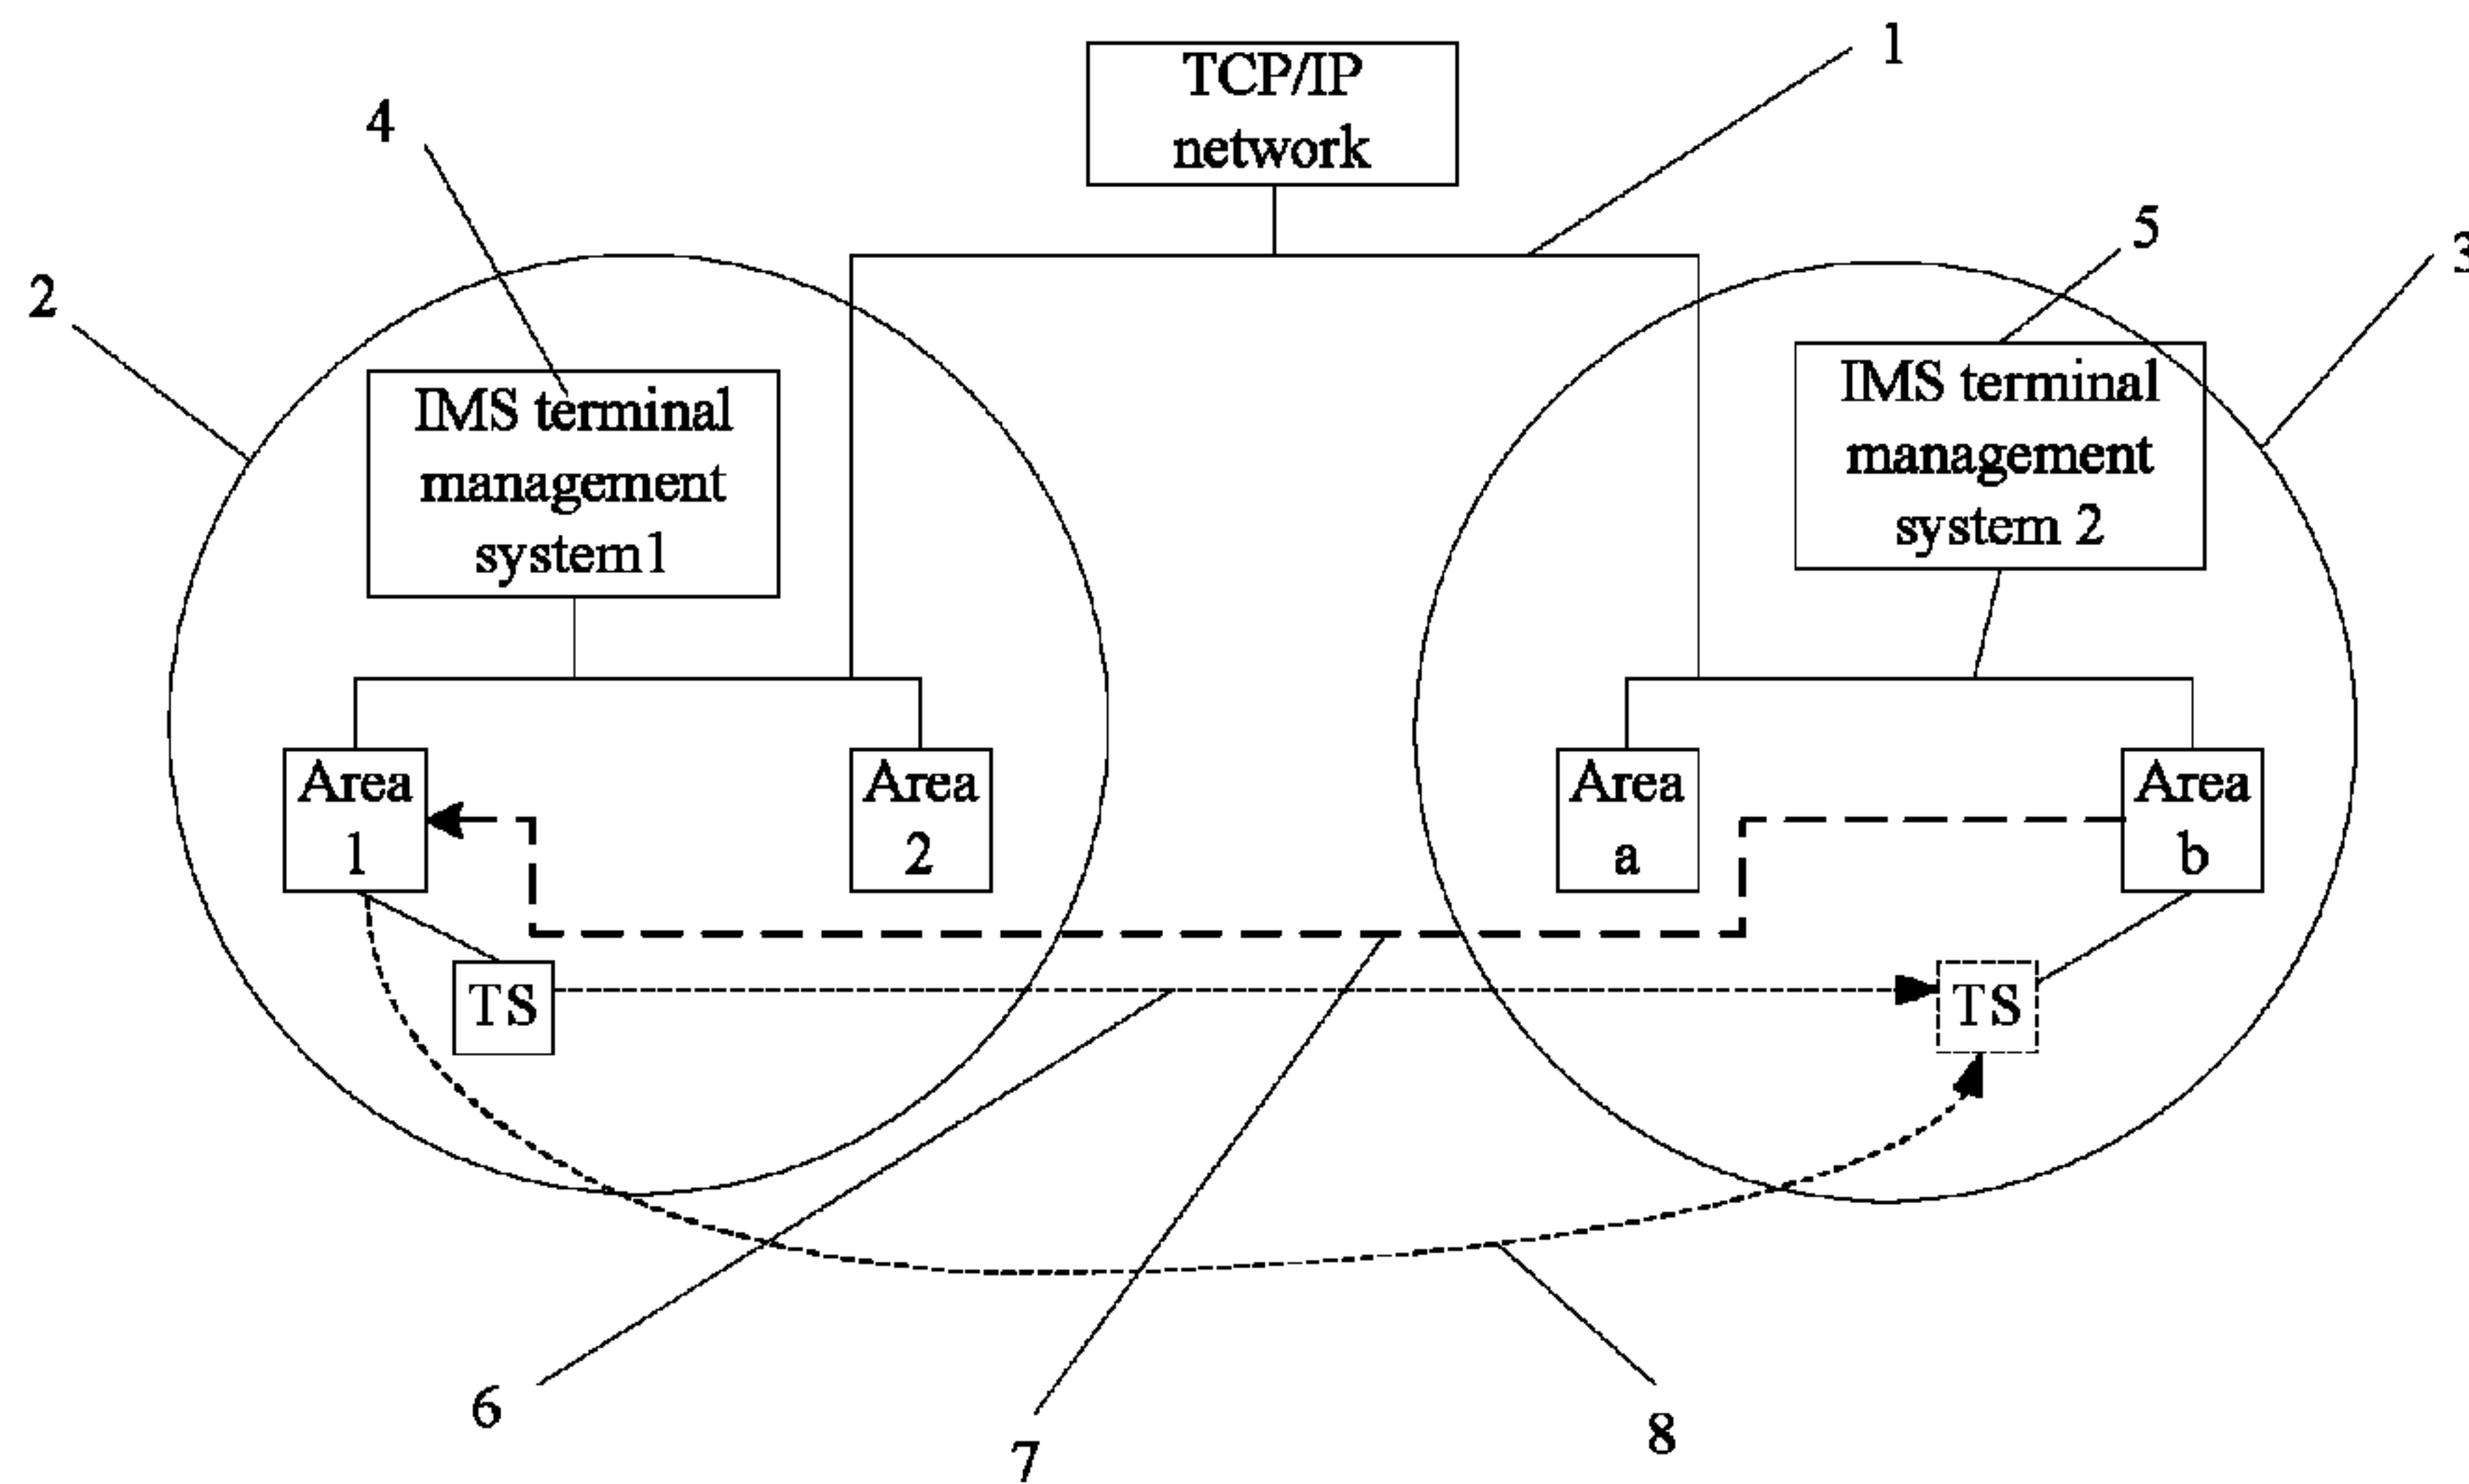 TCP/IP
network
1
4
5
2
3
IMS terminal
management
system1
IMS terminal
management
system 2
Area
1
Area
2
Area
a
Area
b
TS
TS
6
7
8